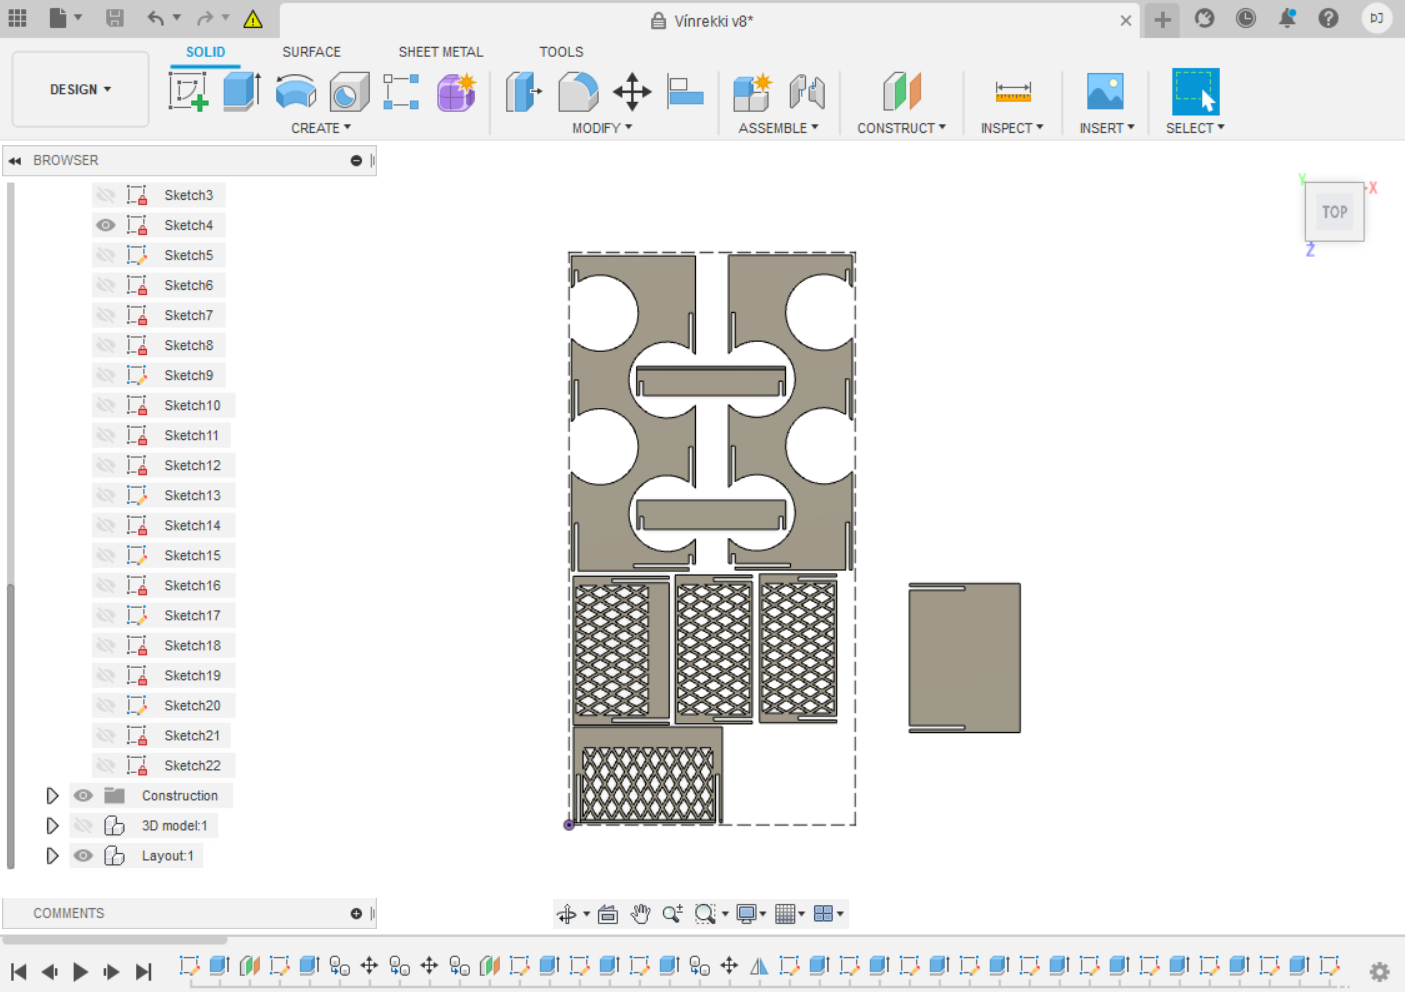 Vínrekki v8*
ÞJ
SOLID SURFACE SHEET METAL TOOLS
DESIGN
CREATE MODIFY ASSEMBLE CONSTRUCT INSPECT INSERT SELECT
BROWSER
Sketch3
Sketch4
Sketch5
Sketch6
Sketch7
Sketch8
Sketch9
Sketch10
Sketch11
Sketch12
Sketch13
Sketch14
Sketch15
Sketch16
Sketch17
Sketch18
Sketch19
Sketch20
Sketch21
Sketch22
Construction
3D model:1
Layout:1
Y
X
TOP
Z
COMMENTS